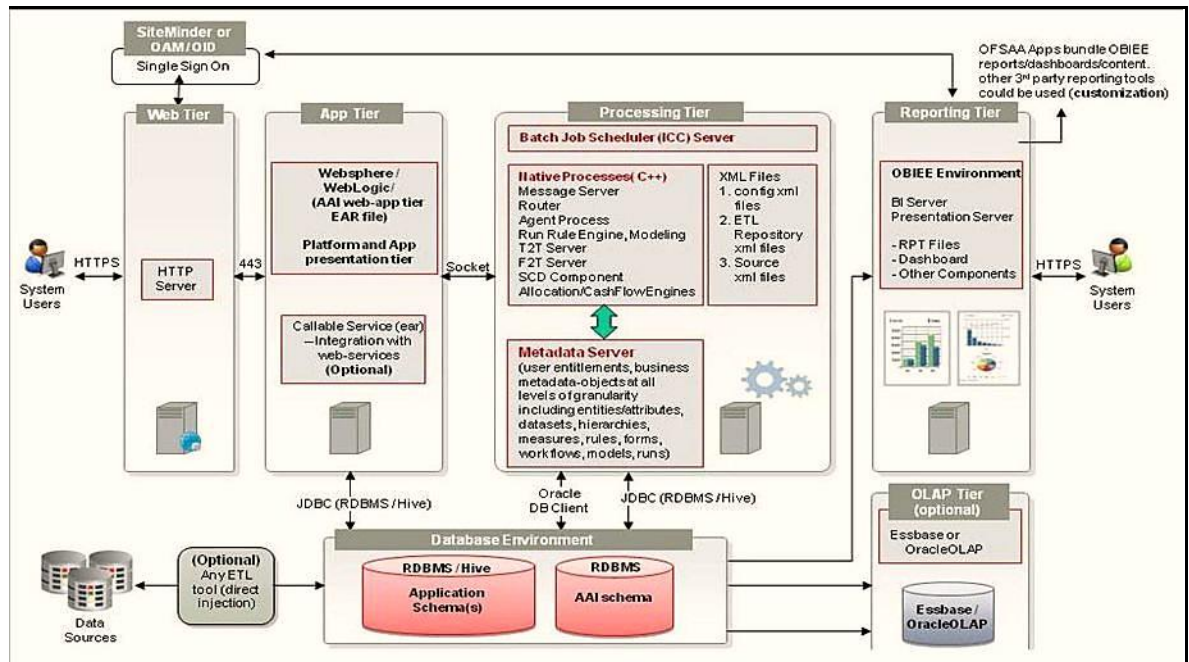 SiteMinder or
OAM/OID
Single Sign On
OFSAA Apps bundle OBIEE
reports/dashboards/content.
other 3rd party reporting tools
could be used (customization)
Web Tier
HTTP
Server
App Tier
Websphere /
WebLogic/
(AAI web-app tier
EAR file)
Platform and App
presentation tier
Callable Service (ear)
—Integration with
web-services
(Optional)
Processing Tier
Batch Job Scheduler (ICC) Server
Native Processes( C++)
Message Server
Router
Agent Process
Run Rule Engine, Modeling
T2T Server
F2T Server
SCD Component
Allocation/CashFlowEngines
XML Files
1. config xml
files
2. ETL
Repository
xml files
3. Source
xml files
Metadata Server
(user entitlements, business
metadata-objects at all
levels of granularity
including entities/attributes,
datasets, hierarchies,
measures, rules, forms,
workflows, models, runs)
Reporting Tier
OBIEE Environment
BI Server
Presentation Server
- RPT Files
- Dashboard
- Other Components
HTTPS
System
Users
443
Socket
HTTPS
System
Users
JDBC (RDBMS /Hive)
Oracle
DB Client
JDBC (RDBMS /Hive)
OLAP Tier
(optional)
Essbase or
OracleOLAP
Essbase /
OracleOLAP
Database Environment
RDBMS / Hive
Application
Schema(s)
RDBMS
AAI schema
(Optional)
Any ETL
tool (direct
injection)
Data
Sources